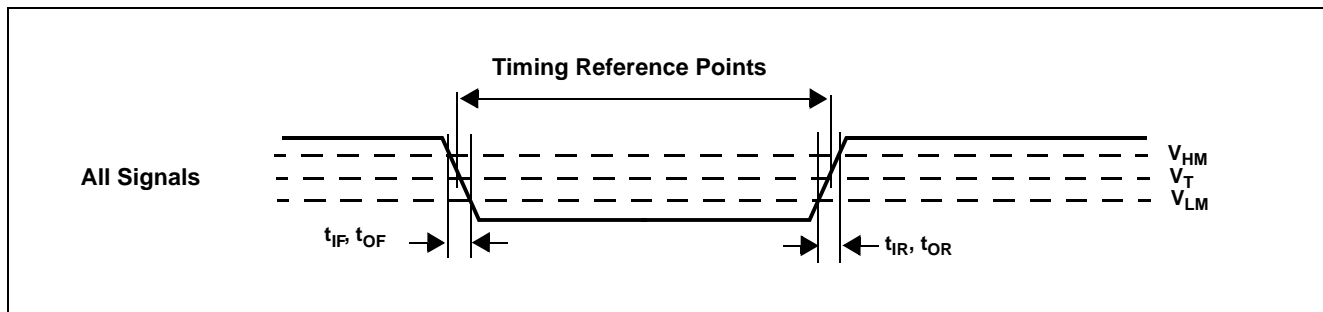 Timing Reference Points
All Signals
VHM
VT
VLM
tIF, tOF
tIR, tOR